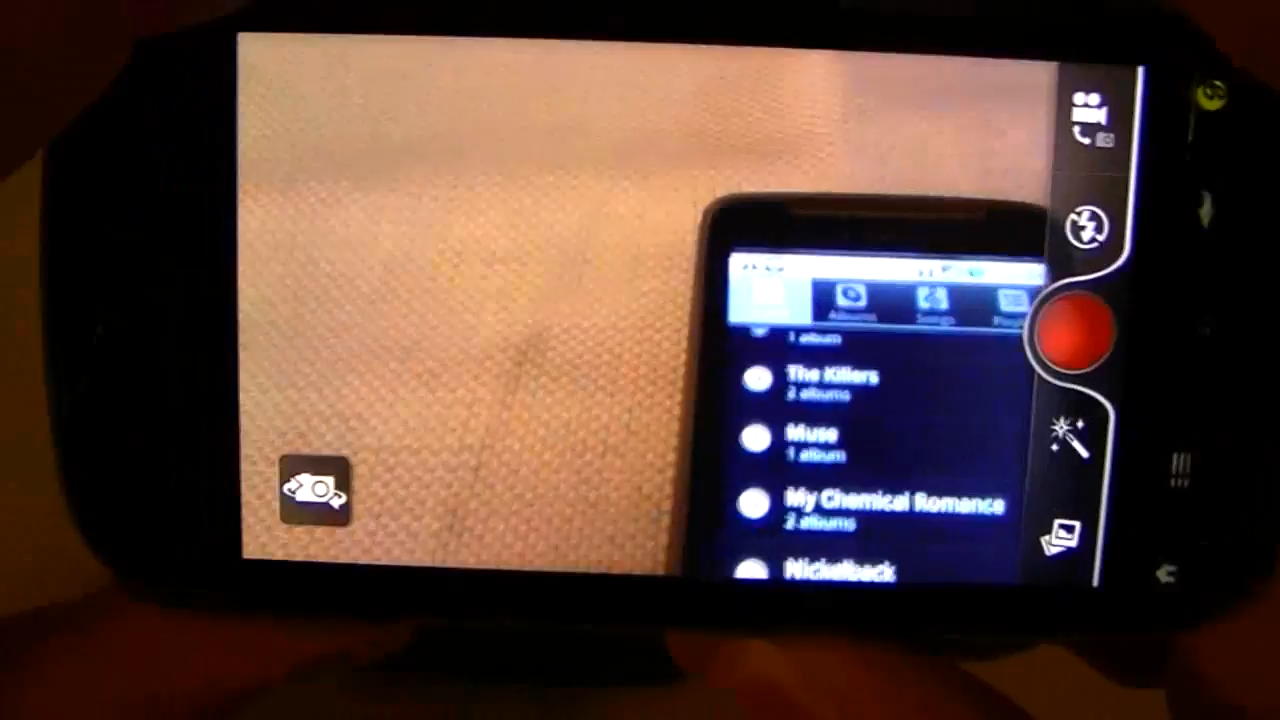 Albums
Songs
1 album
The Killers
2 albums
Muse
1 album
My Chemical Romance
2 albums
Nickelback